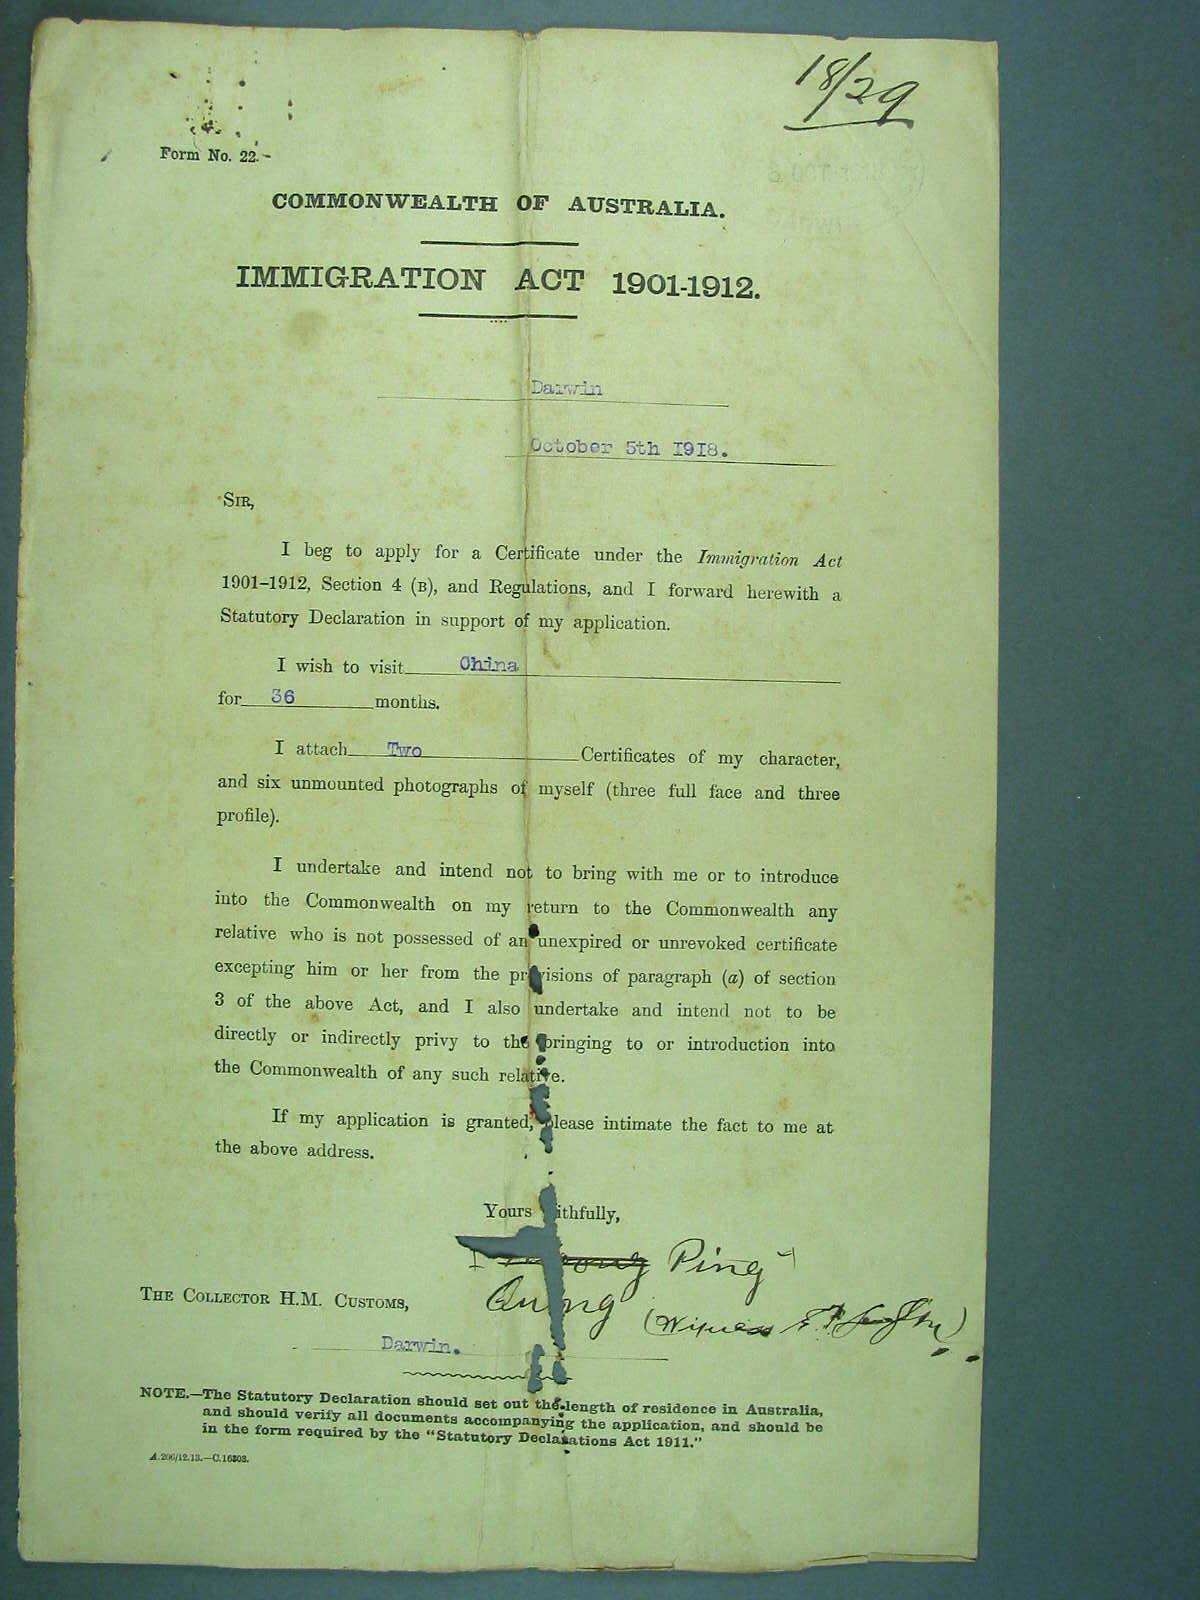 18/29
Form No. 22.
COMMONWEALTH OF AUSTRALIA.
IMMIGRATION ACT 1901-1912.
Darwin
October 5th 1918.
SIR,
I beg to apply for a Certificate under the Immigration Act
1901–1912, Section 4 (B), and Regulations, and I forward herewith a
Statutory Declaration in support of my application.
I wish to visit China
for 36 months.
I attach Two Certificates of my character,
and six unmounted photographs of myself (three full face and three
profile).
I undertake and intend not to bring with me or to introduce
into the Commonwealth on my return to the Commonwealth any
relative who is not possessed of an unexpired or unrevoked certificate
excepting him or her from the provisions of paragraph (a) of section
3 of the above Act, and I also undertake and intend not to be
directly or indirectly privy to the bringing to or introduction into
the Commonwealth of any such relative.
If my application is granted, please intimate the fact to me at
the above address.
Yours ithfully,
Ping
THE COLLECTOR H.M. CUSTOMS,
(Witness
Darwin.
NOTE.—The Statutory Declaration should set out the length of residence in Australia,
and should verify all documents accompanying the application, and should be
in the form required by the "Statutory Declarations Act 1911."
A.206/12.13.—C.16303.